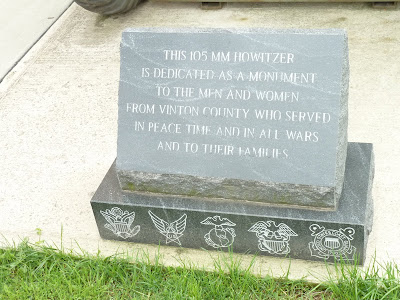 THIS 105 MM HOWITZER
IS DEDICATED AS A MONUMENT
TO THE MEN AND WOMEN
FROM VINTON COUNTY WHO SERVED
IN PEACE TIME AND IN ALL WARS
AND TO THEIR FAMILIES